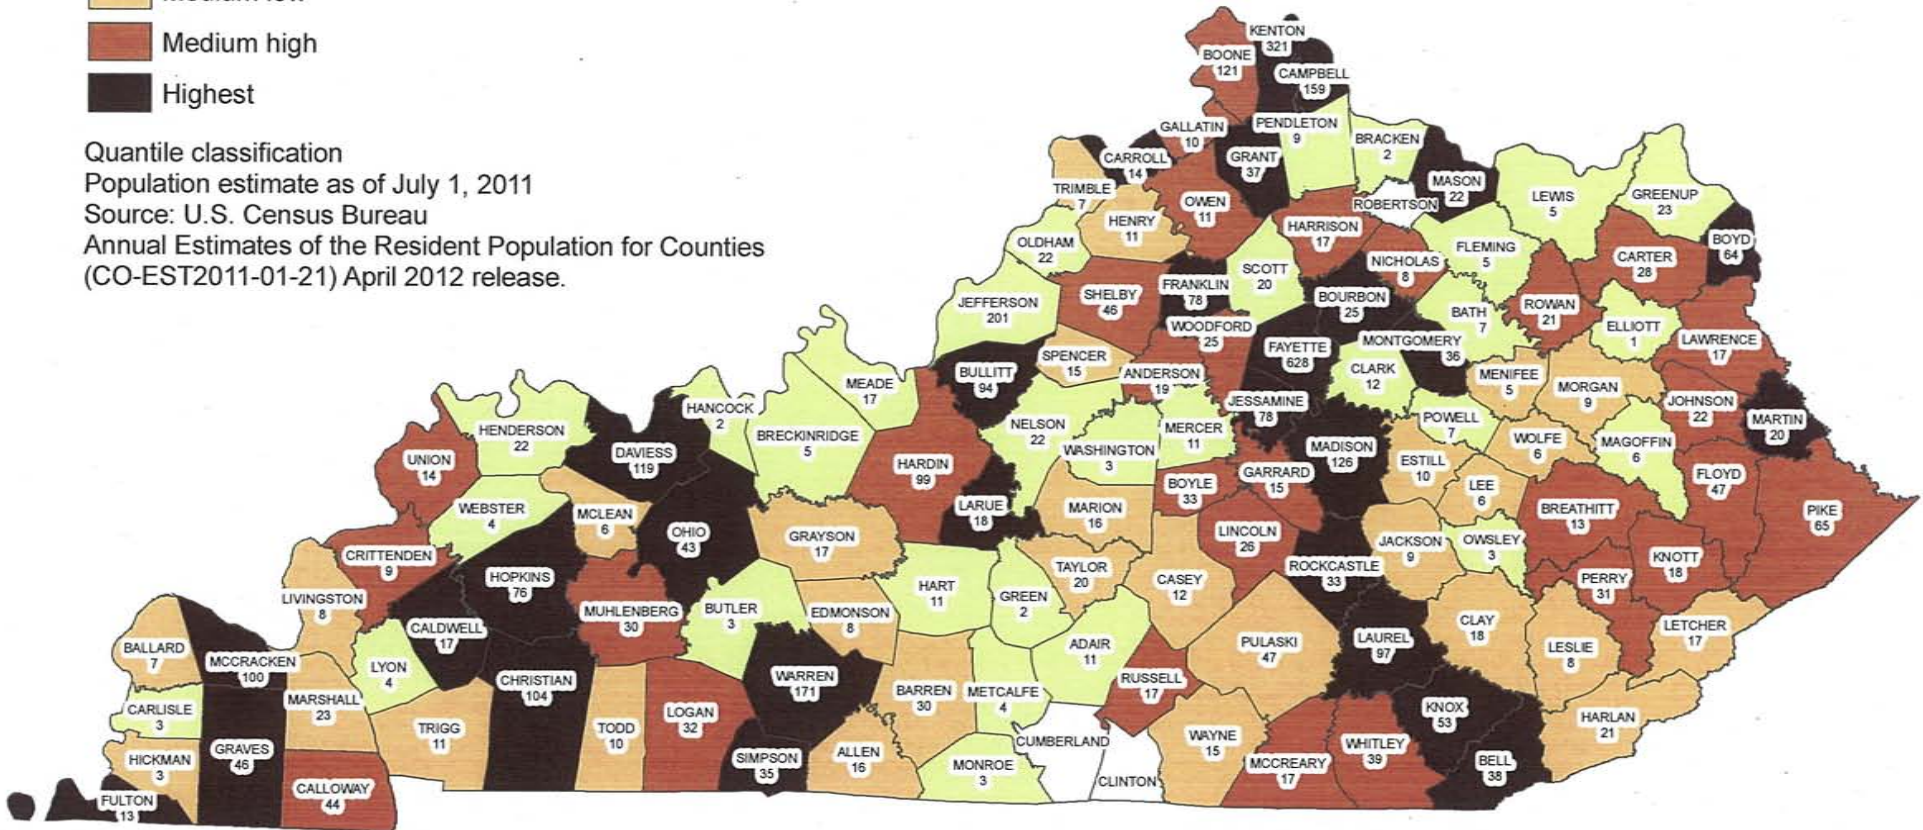 Medium low
Medium high
Highest
Quantile classification
Population estimate as of July 1, 2011
Source: U.S. Census Bureau
Annual Estimates of the Resident Population for Counties
(CO-EST2011-01-21) April 2012 release.
KENTON
321
BOONE
121
CAMPBELL
159
GALLATIN
10
PENDLETON
9
BRACKEN
2
CARROLL
14
GRANT
37
MASON
22
TRIMBLE
7
OWEN
11
ROBERTSON
LEWIS
5
GREENUP
23
HENRY
11
HARRISON
17
OLDHAM
22
FLEMING
5
BOYD
64
NICHOLAS
8
CARTER
28
SCOTT
20
JEFFERSON
201
SHELBY
46
FRANKLIN
78
BOURBON
25
BATH
7
ROWAN
21
ELLIOTT
1
WOODFORD
25
FAYETTE
628
MONTGOMERY
36
LAWRENCE
17
SPENCER
15
BULLITT
94
ANDERSON
19
CLARK
12
MENIFEE
5
MORGAN
9
MEADE
17
JESSAMINE
78
JOHNSON
22
MARTIN
20
HANCOCK
2
NELSON
22
MERCER
11
POWELL
7
HENDERSON
22
BRECKINRIDGE
5
WASHINGTON
3
MADISON
126
WOLFE
6
MAGOFFIN
6
DAVIESS
119
UNION
14
HARDIN
99
ESTILL
10
GARRARD
15
FLOYD
47
BOYLE
33
LEE
6
LARUE
18
MARION
16
BREATHITT
13
PIKE
65
WEBSTER
4
MCLEAN
6
OHIO
43
GRAYSON
17
LINCOLN
26
JACKSON
9
OWSLEY
3
KNOTT
18
CRITTENDEN
9
TAYLOR
20
ROCKCASTLE
33
HOPKINS
76
CASEY
12
PERRY
31
HART
11
GREEN
2
LIVINGSTON
8
MUHLENBERG
30
BUTLER
3
EDMONSON
8
CLAY
18
LETCHER
17
CALDWELL
17
PULASKI
47
LAUREL
97
LESLIE
8
ADAIR
11
BALLARD
7
MCCRACKEN
100
LYON
4
CHRISTIAN
104
WARREN
171
RUSSELL
17
MARSHALL
23
BARREN
30
METCALFE
4
CARLISLE
3
KNOX
53
HARLAN
21
LOGAN
32
TRIGG
11
TODD
10
WAYNE
15
CUMBERLAND
WHITLEY
39
GRAVES
46
HICKMAN
3
SIMPSON
35
ALLEN
16
MONROE
3
MCCREARY
17
BELL
38
CLINTON
CALLOWAY
44
FULTON
13